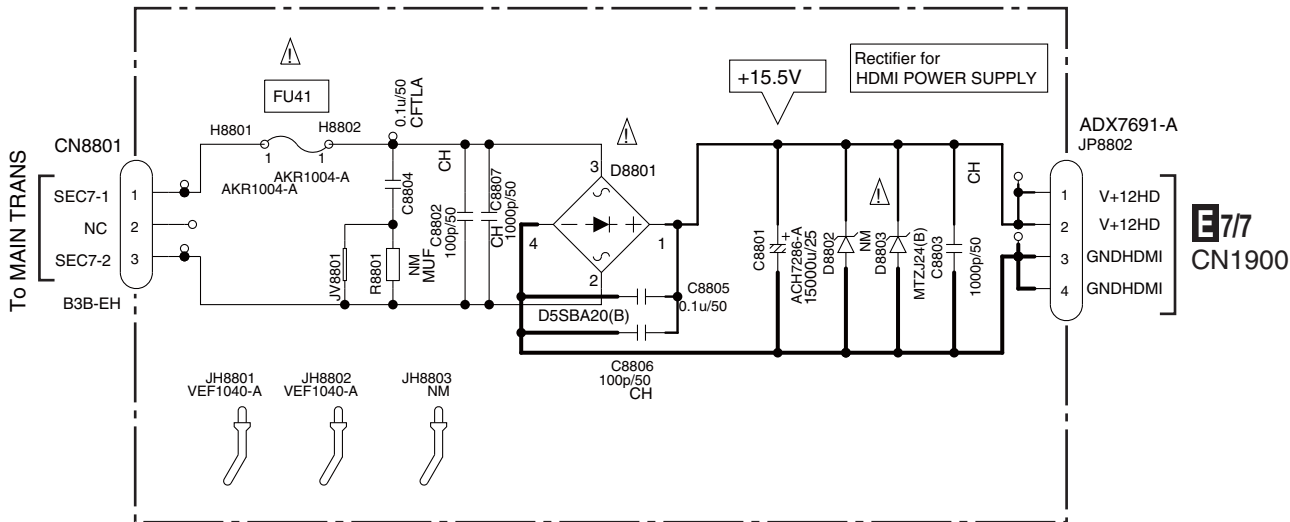 Rectifier for
HDMI POWER SUPPLY
+15.5V
FU41
H8801
H8802
1
1
AKR1004-A
AKR1004-A
0.1u/50
CFTLA
C8804
CN8801
To MAIN TRANS
SEC7-1
NC
SEC7-2
1
2
3
B3B-EH
JV8801
R8801
NM
MUF
CH
C8802
100p/50
C8807
1000p/50
CH
D8801
3
4
1
2
D5SBA20(B)
C8805
0.1u/50
C8806
100p/50
CH
C8801
ACH7286-A
15000u/25
D8802
NM
D8803
MTZJ24(B)
C8803
1000p/50
CH
ADX7691-A
JP8802
1
2
3
4
V+12HD
V+12HD
GNDHDMI
GNDHDMI
E 7/7
CN1900
JH8801
VEF1040-A
JH8802
VEF1040-A
JH8803
NM